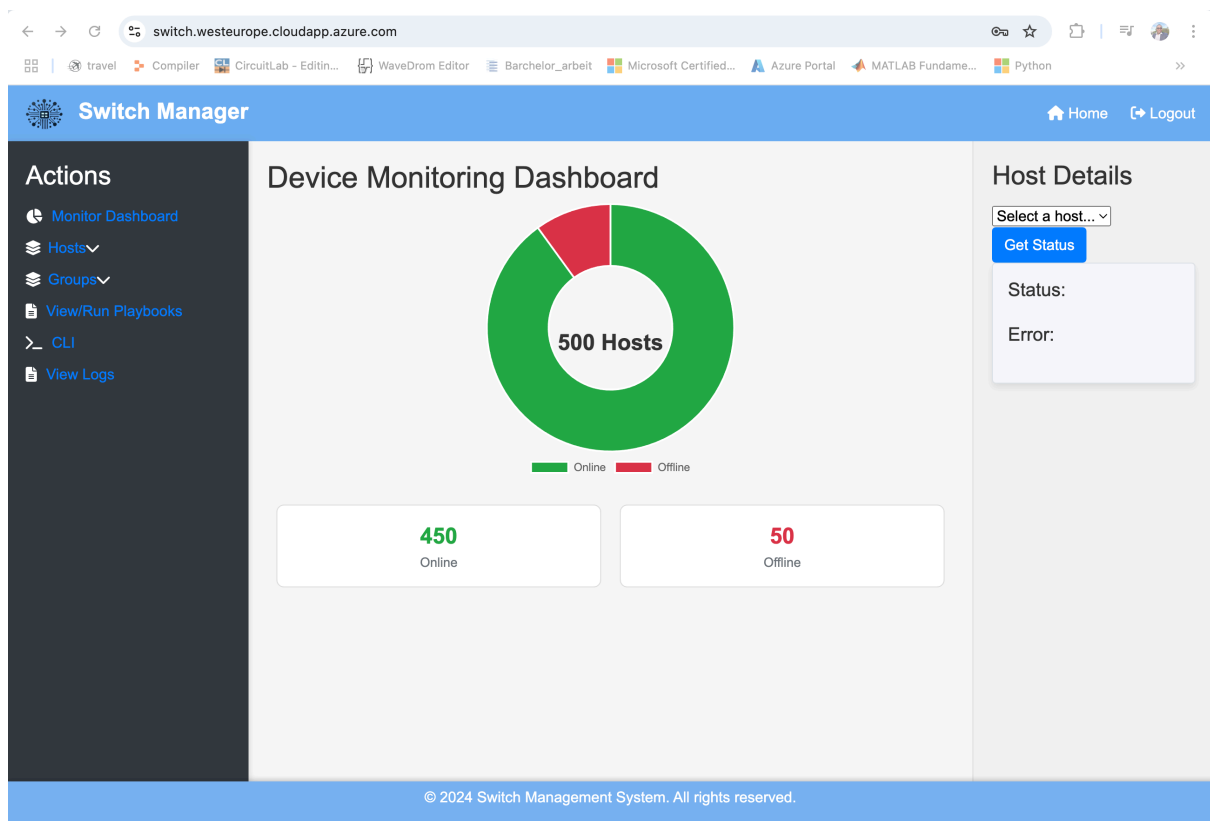 switch.westeurope.cloudapp.azure.com
travel Compiler CircuitLab - Editin... WaveDrom Editor Barchelor_arbeit Microsoft Certified... Azure Portal MATLAB Fundame... Python
Switch Manager
Home Logout
Actions
Monitor Dashboard
Hosts
Groups
View/Run Playbooks
CLI
View Logs
Device Monitoring Dashboard
500 Hosts
Online Offline
450
Online
50
Offline
Host Details
Select a host...
Get Status
Status:
Error:
© 2024 Switch Management System. All rights reserved.